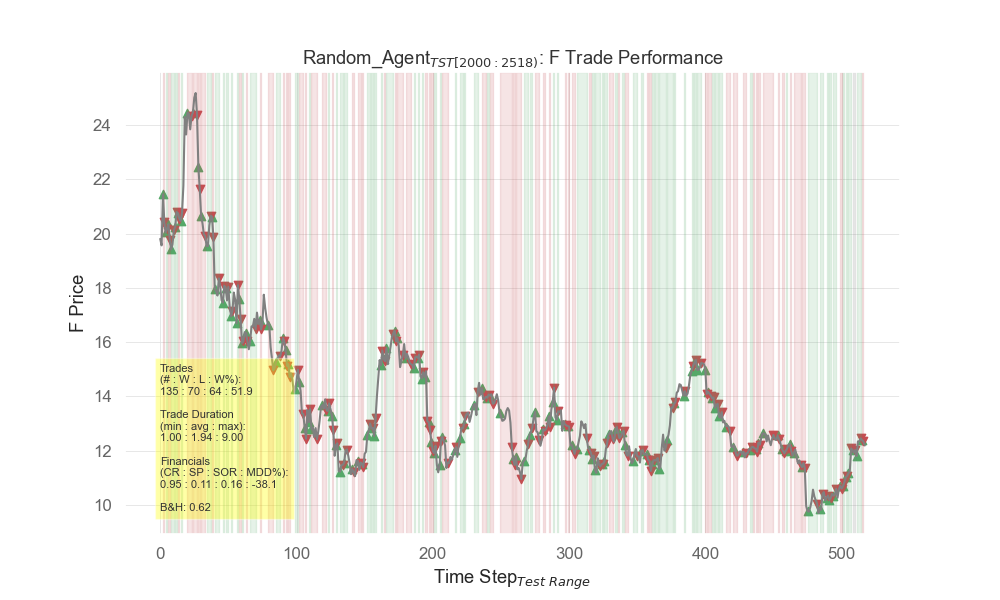 Random_Agent TST[2000 : 2518): F Trade Performance
F Price
24
22
20
18
16
14
12
10
Trades
(# : W : L : W%):
135 : 70 : 64 : 51.9
Trade Duration
(min : avg : max):
1.00 : 1.94 : 9.00
Financials
(CR : SP : SOR : MDD%):
0.95 : 0.11 : 0.16 : -38.1
B&H: 0.62
0 100 200 300 400 500
Time Step Test Range